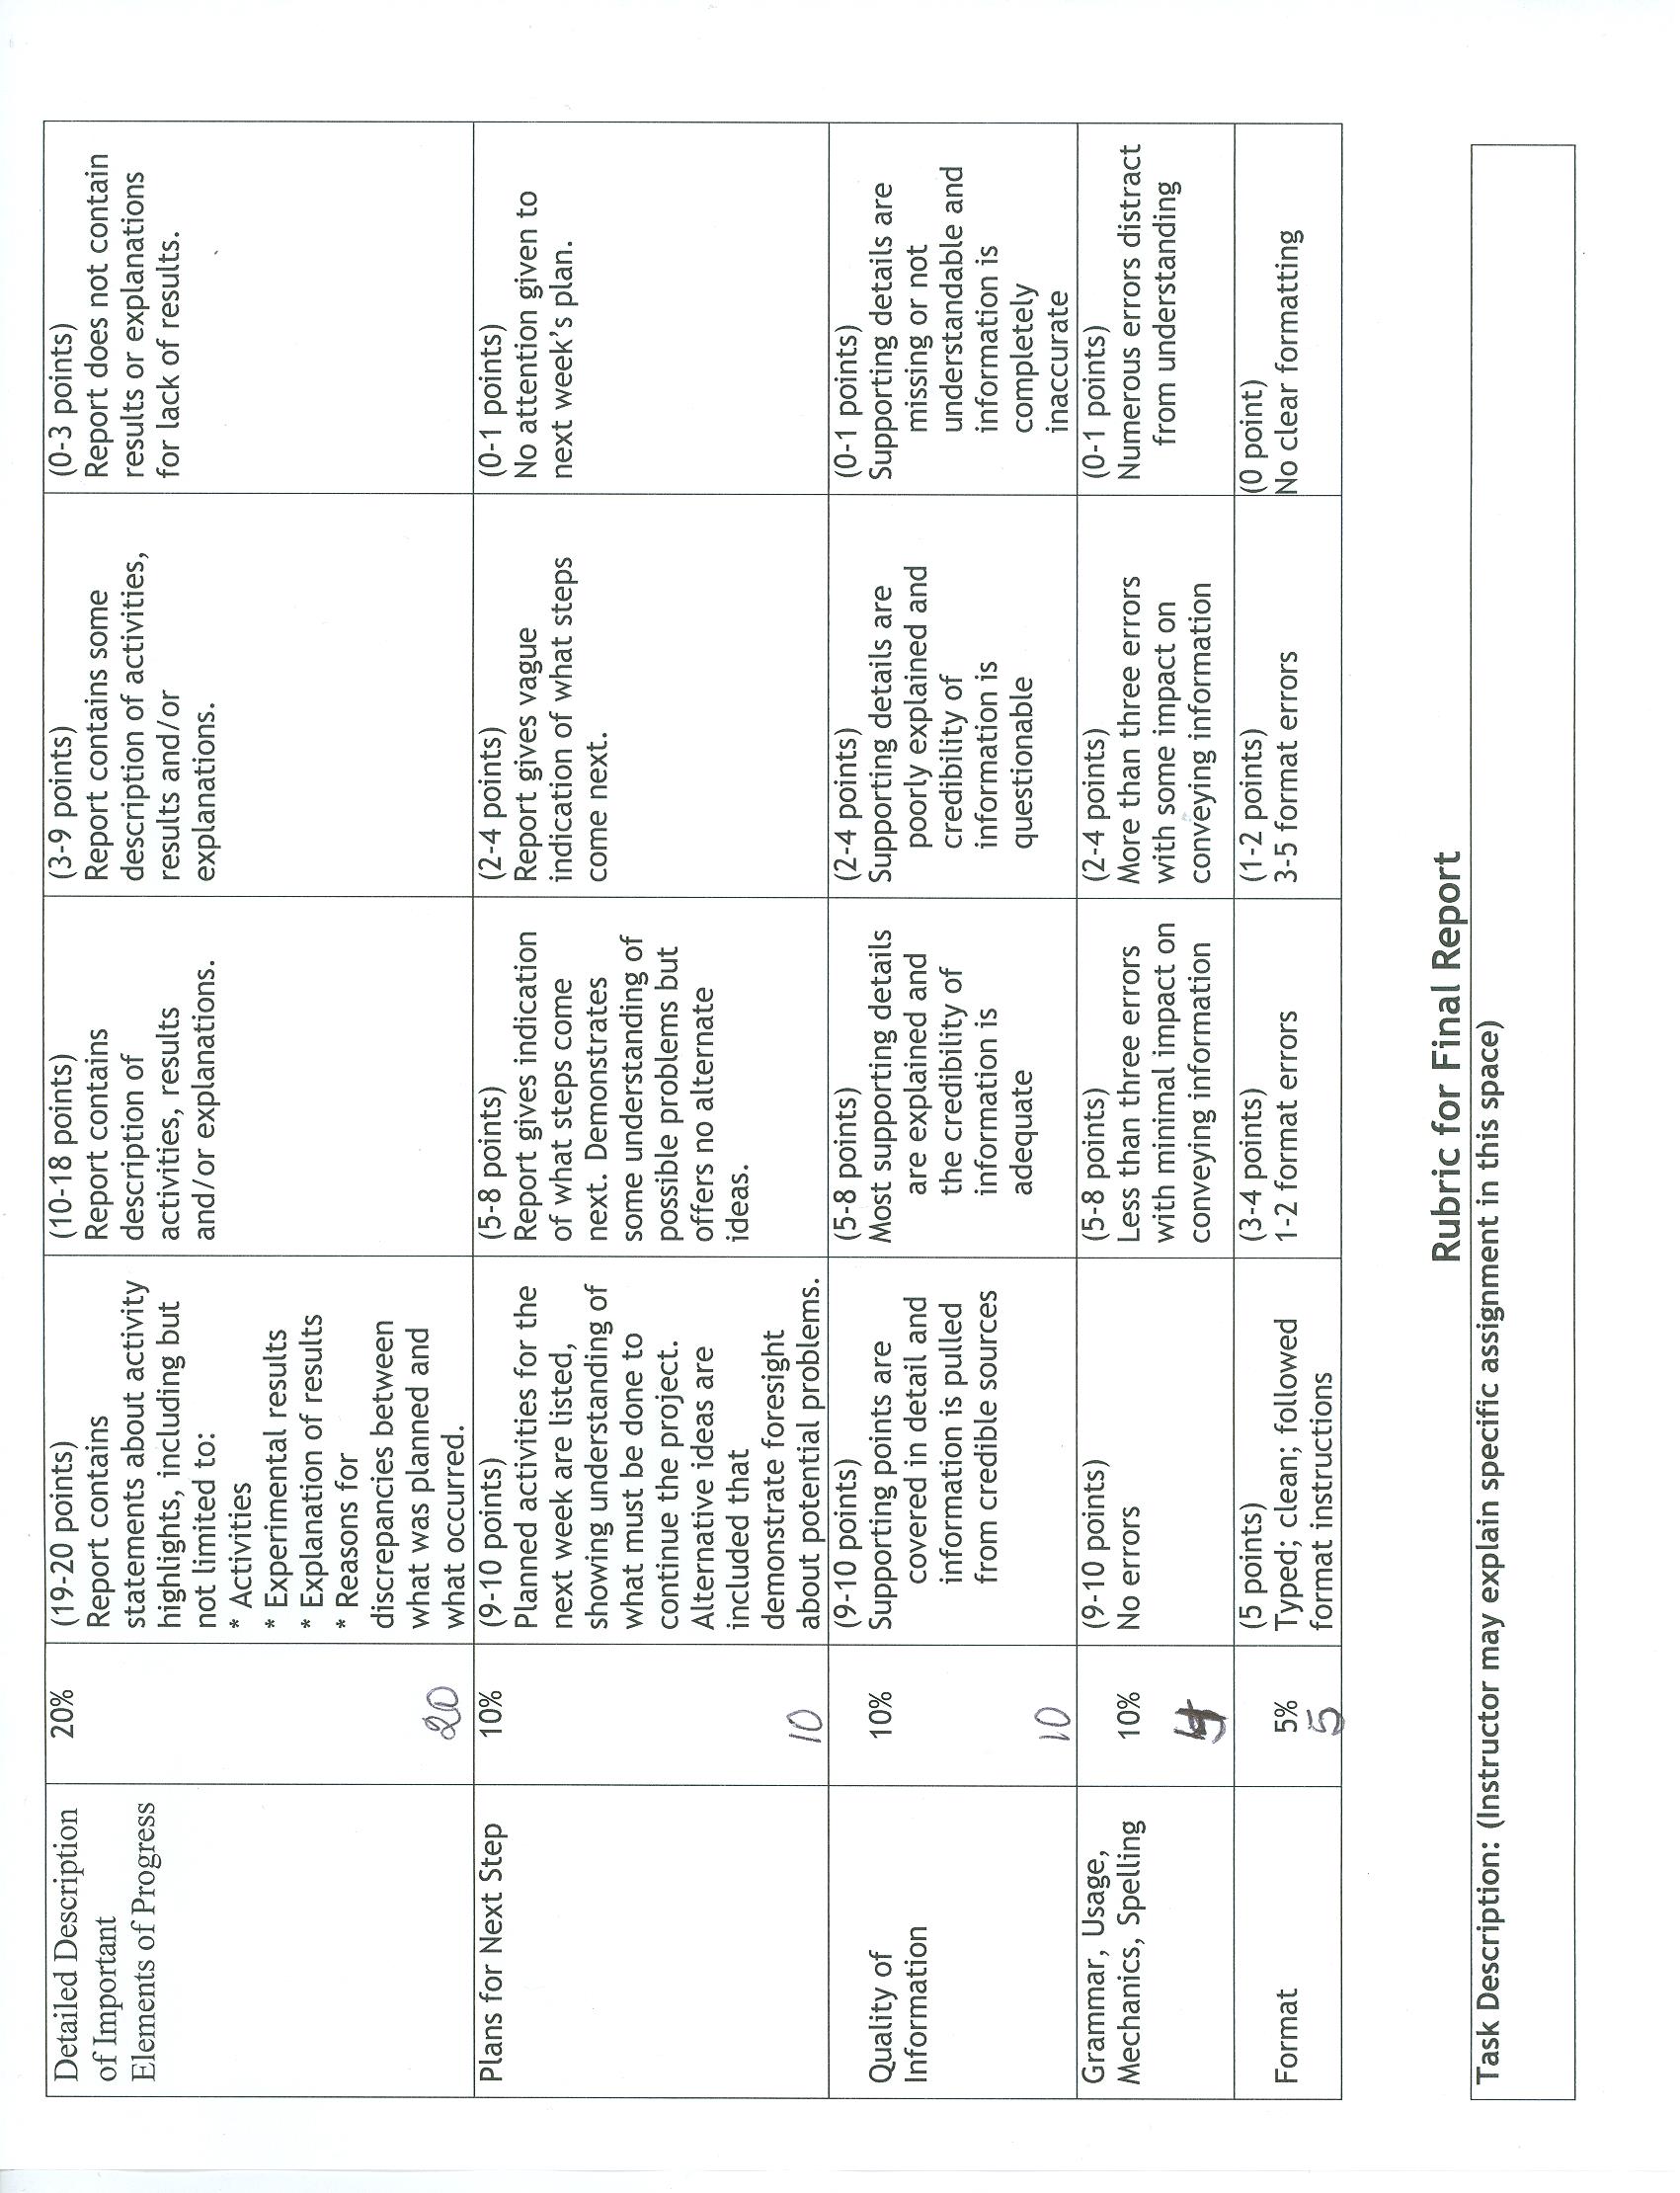 Detailed Description
of Important
Elements of Progress
20%
20
(19-20 points)
Report contains
statements about activity
highlights, including but
not limited to:
* Activities
* Experimental results
* Explanation of results
* Reasons for
discrepancies between
what was planned and
what occurred.
(10-18 points)
Report contains
description of
activities, results
and/or explanations.
(3-9 points)
Report contains some
description of activities,
results and/or
explanations.
(0-3 points)
Report does not contain
results or explanations
for lack of results.
Plans for Next Step
10%
10
(9-10 points)
Planned activities for the
next week are listed,
showing understanding of
what must be done to
continue the project.
Alternative ideas are
included that
demonstrate foresight
about potential problems.
(5-8 points)
Report gives indication
of what steps come
next. Demonstrates
some understanding of
possible problems but
offers no alternate
ideas.
(2-4 points)
Report gives vague
indication of what steps
come next.
(0-1 points)
No attention given to
next week's plan.
Quality of
Information
10%
10
(9-10 points)
Supporting points are
covered in detail and
information is pulled
from credible sources
(5-8 points)
Most supporting details
are explained and
the credibility of
information is
adequate
(2-4 points)
Supporting details are
poorly explained and
credibility of
information is
questionable
(0-1 points)
Supporting details are
missing or not
understandable and
information is
completely
inaccurate
Grammar, Usage,
Mechanics, Spelling
10%
(9-10 points)
No errors
(5-8 points)
Less than three errors
with minimal impact on
conveying information
(2-4 points)
More than three errors
with some impact on
conveying information
(0-1 points)
Numerous errors distract
from understanding
Format
5%
5
(5 points)
Typed; clean; followed
format instructions
(3-4 points)
1-2 format errors
(1-2 points)
3-5 format errors
(0 point)
No clear formatting
Rubric for Final Report
Task Description: (Instructor may explain specific assignment in this space)